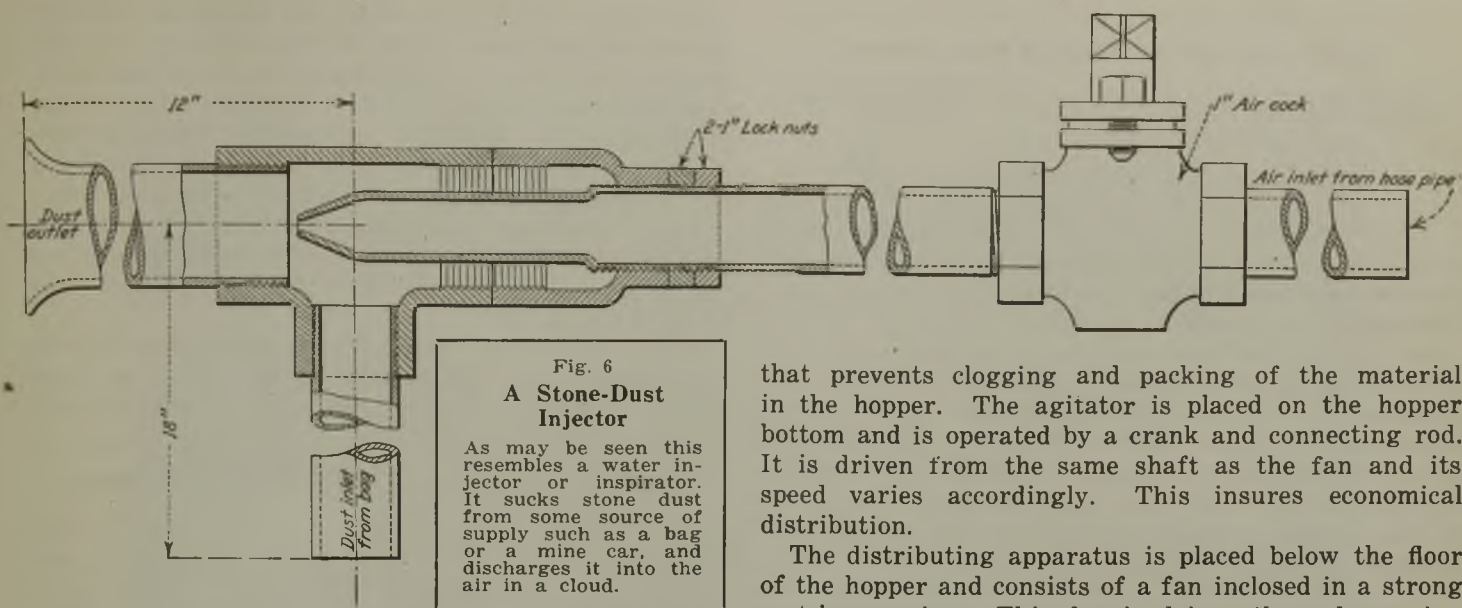 12"
2-1" Lock nuts
1" Air cock
Air inlet from hose pipe
Dust
outlet
18"
Dust inlet
from bag
Fig. 6
A Stone-Dust
Injector
As may be seen this
resembles a water in-
jector or inspirator.
It sucks stone dust
from some source of
supply such as a bag
or a mine car, and
discharges it into the
air in a cloud.
that prevents clogging and packing of the material
in the hopper. The agitator is placed on the hopper
bottom and is operated by a crank and connecting rod.
It is driven from the same shaft as the fan and its
speed varies accordingly. This insures economical
distribution.
The distributing apparatus is placed below the floor
of the hopper and consists of a fan inclosed in a strong